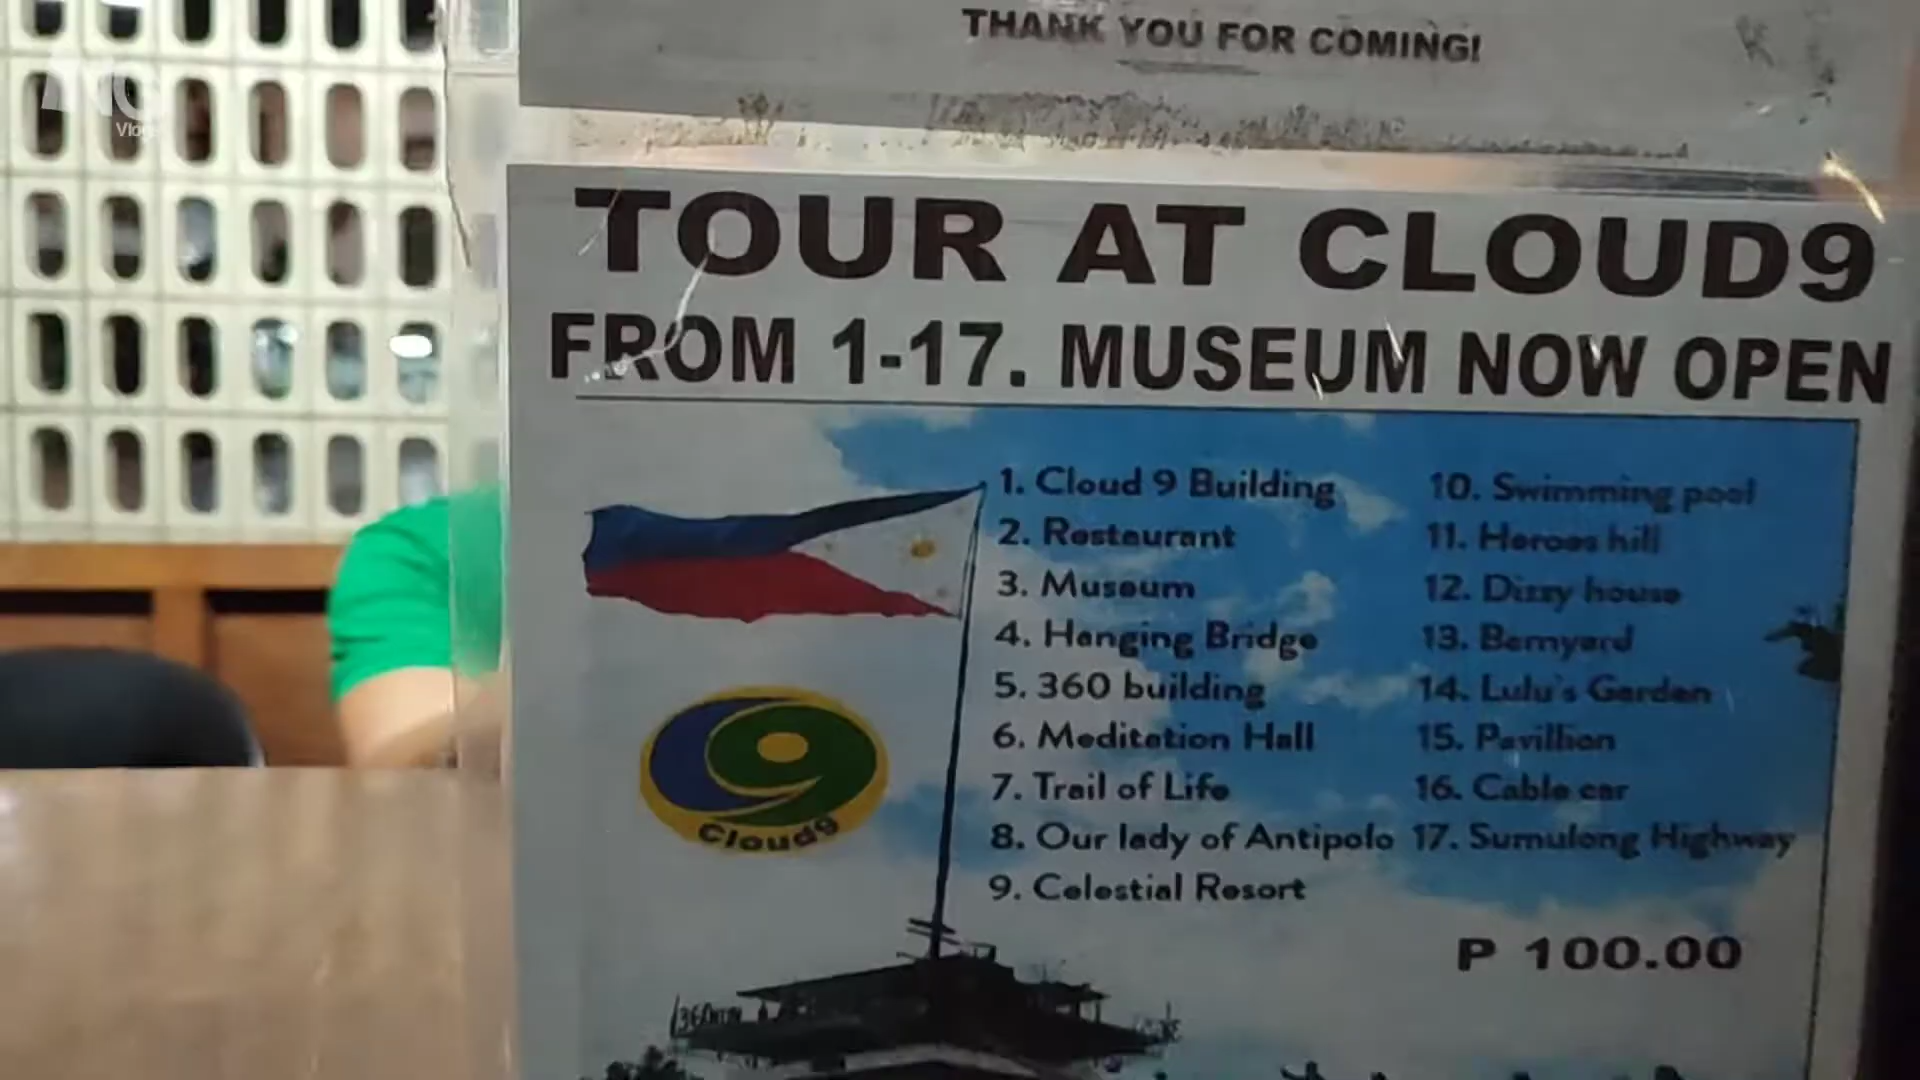 THANK YOU FOR COMING!
TOUR AT CLOUD9
FROM 1-17. MUSEUM NOW OPEN
1. Cloud 9 Building
2. Restaurant
3. Museum
4. Hanging Bridge
5. 360 building
6. Meditation Hall
7. Trail of Life
8. Our lady of Antipolo
9. Celestial Resort
10. Swimming pool
11. Heroes hill
12. Dizzy house
13. Barnyard
14. Lulu's Garden
15. Pavillion
16. Cable car
17. Sumulong Highway
P 100.00
9
Cloud9
NG
Vlogs